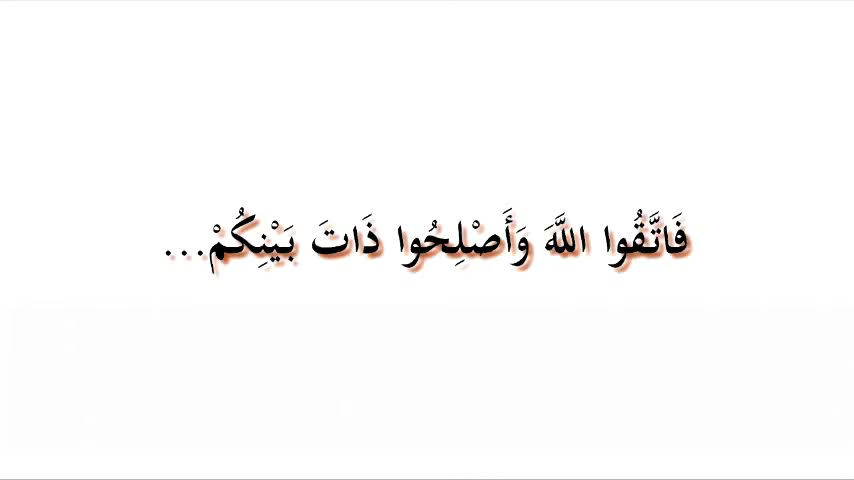 فَاتَّقُوا اللَّهَ وَأَصْلِحُوا ذَاتَ بَيْنِكُمْ...